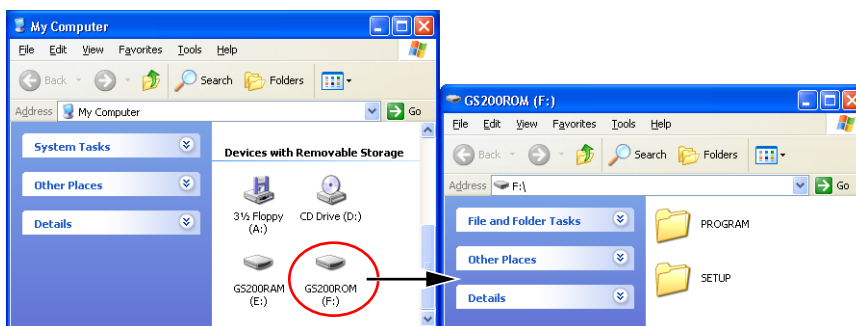 My Computer
File Edit View Favorites Tools Help
Back Search Folders
Address My Computer Go
System Tasks
Other Places
Details
Devices with Removable Storage
3½ Floppy (A:)
CD Drive (D:)
GS200RAM (E:)
GS200ROM (F:)
GS200ROM (F:)
File Edit View Favorites Tools Help
Back Search Folders
Address F:\ Go
File and Folder Tasks
Other Places
Details
PROGRAM
SETUP